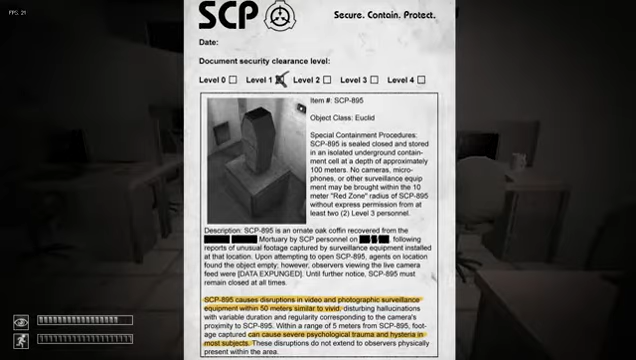 FPS: 29
SCP
Secure. Contain. Protect.
Date:
Document security clearance level:
Level 0 Level 1 Level 2 Level 3 Level 4
Item #: SCP-895
Object Class: Euclid
Special Containment Procedures:
SCP-895 is sealed closed and stored
in an isolated underground contain-
ment cell at a depth of approximately
100 meters. No cameras, micro-
phones, or other surveillance equip
ment may be brought within the 10
meter "Red Zone" radius of SCP-895
without express permission from at
least two (2) Level 3 personnel.
Description: SCP-895 is an ornate oak coffin recovered from the
Mortuary by SCP personnel on , following
reports of unusual footage captured by surveillance equipment installed
at that location. Upon attempting to open SCP-895, agents on location
found the object empty; however, observers viewing the live camera
feed were [DATA EXPUNGED]. Until further notice, SCP-895 must
remain closed at all times.
SCP-895 causes disruptions in video and photographic surveillance
equipment within 50 meters similar to vivid, disturbing hallucinations
with variable duration and regularity corresponding to the camera's
proximity to SCP-895. Within a range of 5 meters from SCP-895, foot-
age captured can cause severe psychological trauma and hysteria in
most subjects. These disruptions do not extend to observers physically
present within the area.